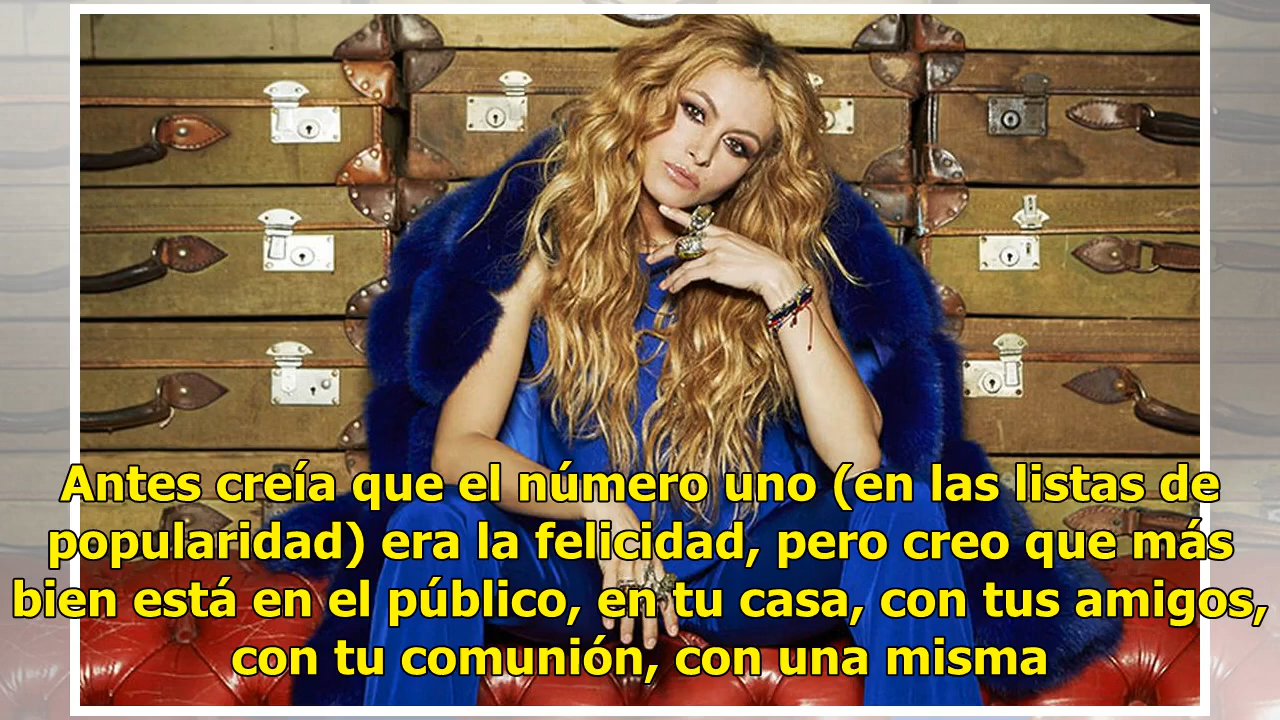 Antes creía que el número uno (en las listas de
popularidad) era la felicidad, pero creo que más
bien está en el público, en tu casa, con tus amigos,
con tu comunión, con una misma